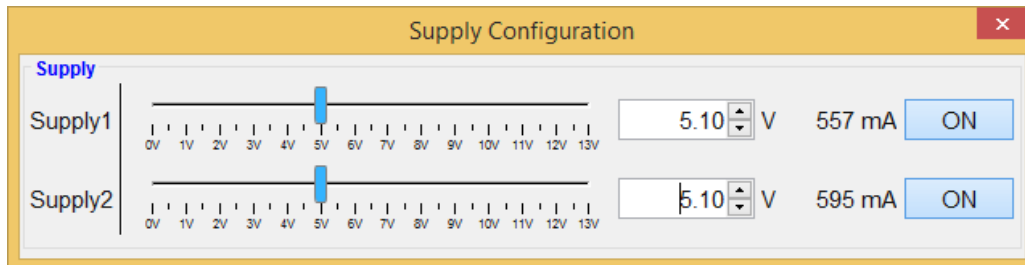 Supply Configuration
Supply
Supply1
0V 1V 2V 3V 4V 5V 6V 7V 8V 9V 10V 11V 12V 13V
5.10 V 557 mA ON
Supply2
0V 1V 2V 3V 4V 5V 6V 7V 8V 9V 10V 11V 12V 13V
5.10 V 595 mA ON